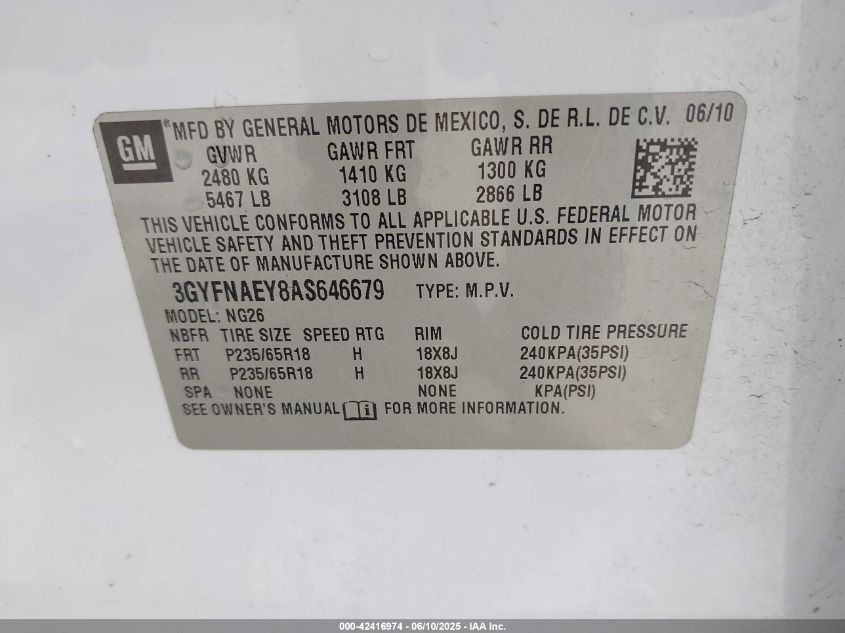 GM ® MFD BY GENERAL MOTORS DE MEXICO, S. DE R.L. DE C.V. 06/10
GVWR GAWR FRT GAWR RR
2480 KG 1410 KG 1300 KG
5467 LB 3108 LB 2866 LB
THIS VEHICLE CONFORMS TO ALL APPLICABLE U.S. FEDERAL MOTOR
VEHICLE SAFETY AND THEFT PREVENTION STANDARDS IN EFFECT ON
THE DATE OF MANUFACTURE SHOWN ABOVE.
3GYFNAEY8AS646679 TYPE: M.P.V.
MODEL: NG26
NBFR TIRE SIZE SPEED RTG RIM COLD TIRE PRESSURE
FRT P235/65R18 H 18X8J 240KPA(35PSI)
RR P235/65R18 H 18X8J 240KPA(35PSI)
SPA NONE NONE KPA(PSI)
SEE OWNER'S MANUAL FOR MORE INFORMATION.
000-42416974 - 06/10/2025 - IAA Inc.